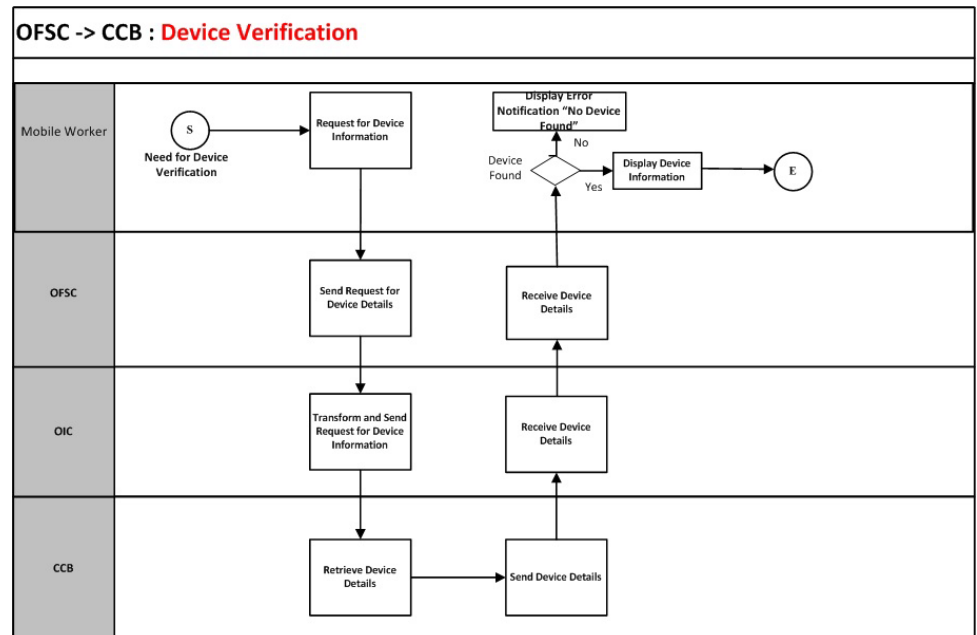 OFSC -> CCB : Device Verification
Mobile Worker
S
Need for Device
Verification
Request for Device
Information
Display Error
Notification “No Device
Found”
No
Device
Found
Yes
Display Device
Information
E
OFSC
Send Request for
Device Details
Receive Device
Details
OIC
Transform and Send
Request for Device
Information
Receive Device
Details
CCB
Retrieve Device
Details
Send Device Details